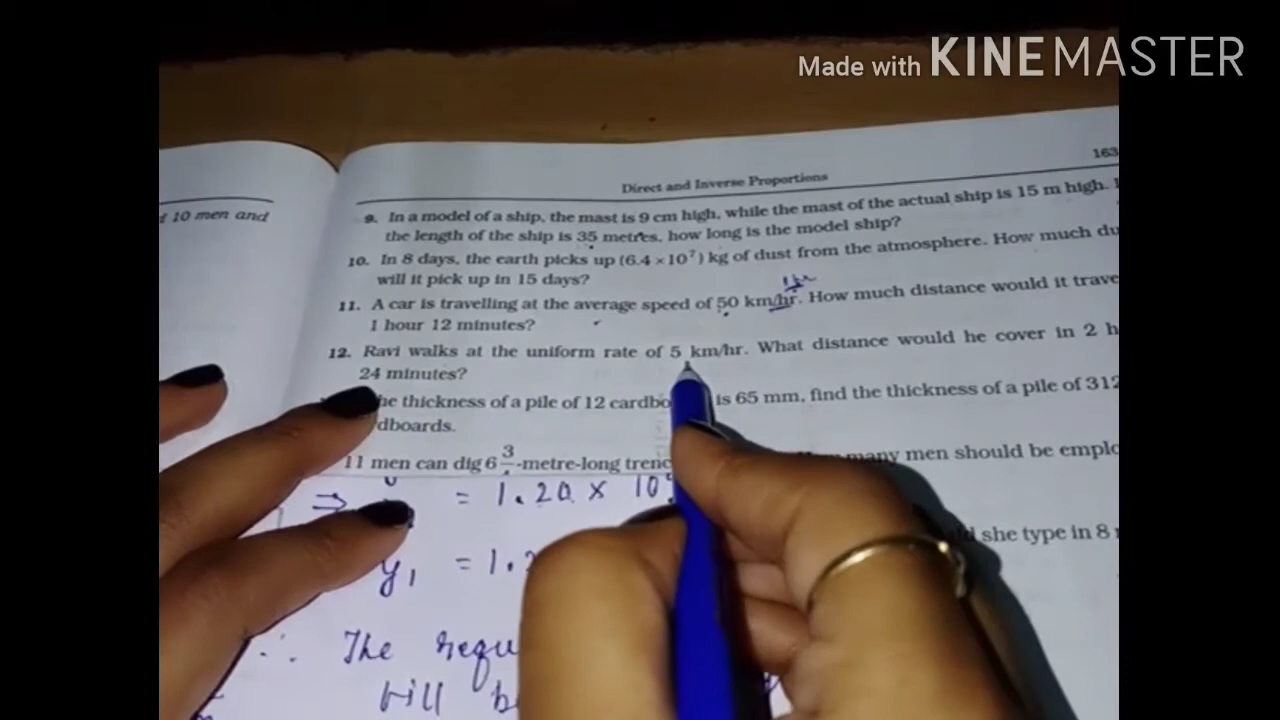 Made with KINEMASTER
163
Direct and Inverse Proportions
10 men and
9. In a model of a ship, the mast is 9 cm high, while the mast of the actual ship is 15 m high.
the length of the ship is 35 metres, how long is the model ship?
10. In 8 days, the earth picks up (6.4 × 10⁷) kg of dust from the atmosphere. How much du
will it pick up in 15 days?
1hr
11. A car is travelling at the average speed of 50 km/hr. How much distance would it trave
1 hour 12 minutes?
12. Ravi walks at the uniform rate of 5 km/hr. What distance would he cover in 2 h
24 minutes?
he thickness of a pile of 12 cardbo is 65 mm, find the thickness of a pile of 312
dboards.
11 men can dig 6 3/ -metre-long trenc many men should be emplo
⇒ = 1.20 × 10
she type in 8
y₁ = 1.2
∴ The requ
will b